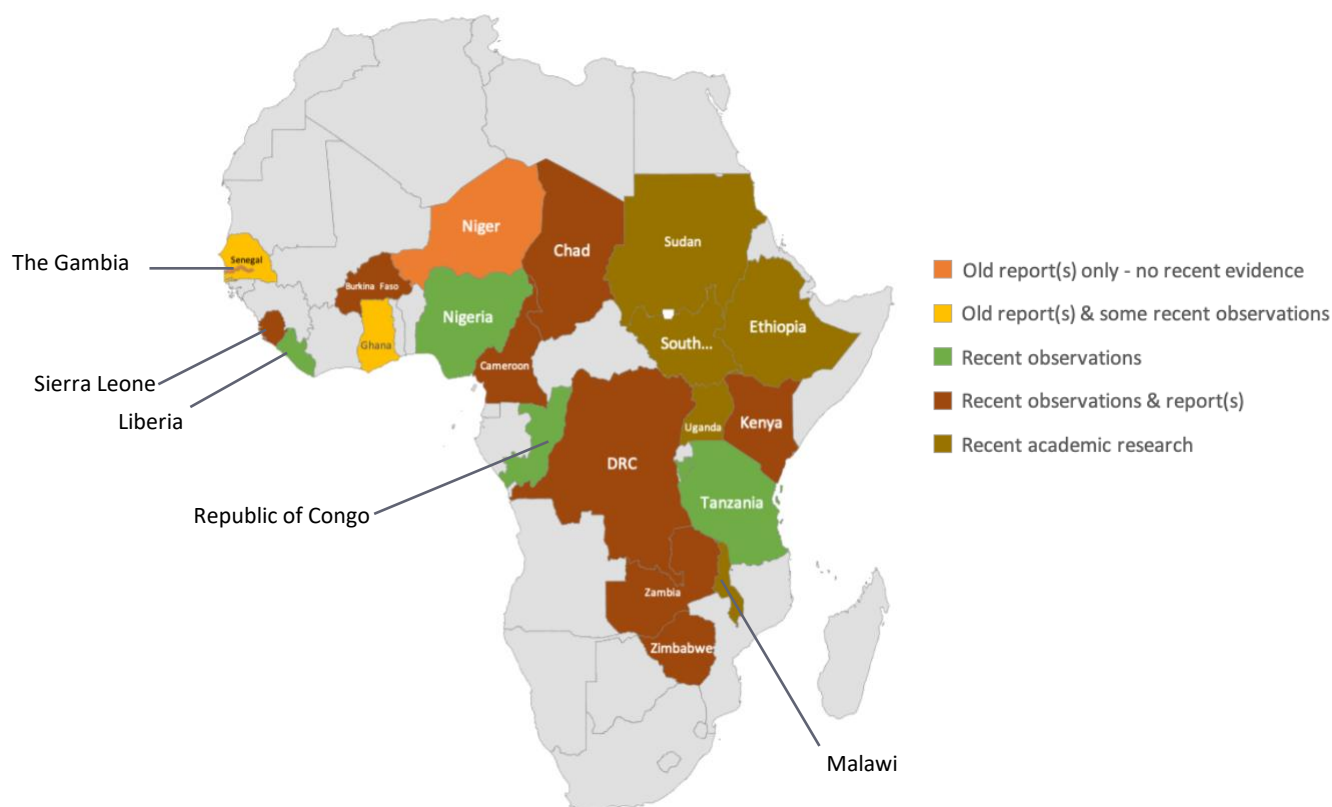 Niger
Chad
Sudan
Senegal
The Gambia
Burkina Faso
Nigeria
Ethiopia
Ghana
South...
Cameroon
Sierra Leone
Liberia
Uganda
Kenya
DRC
Republic of Congo
Tanzania
Zambia
Zimbabwe
Malawi
Old report(s) only - no recent evidence
Old report(s) & some recent observations
Recent observations
Recent observations & report(s)
Recent academic research